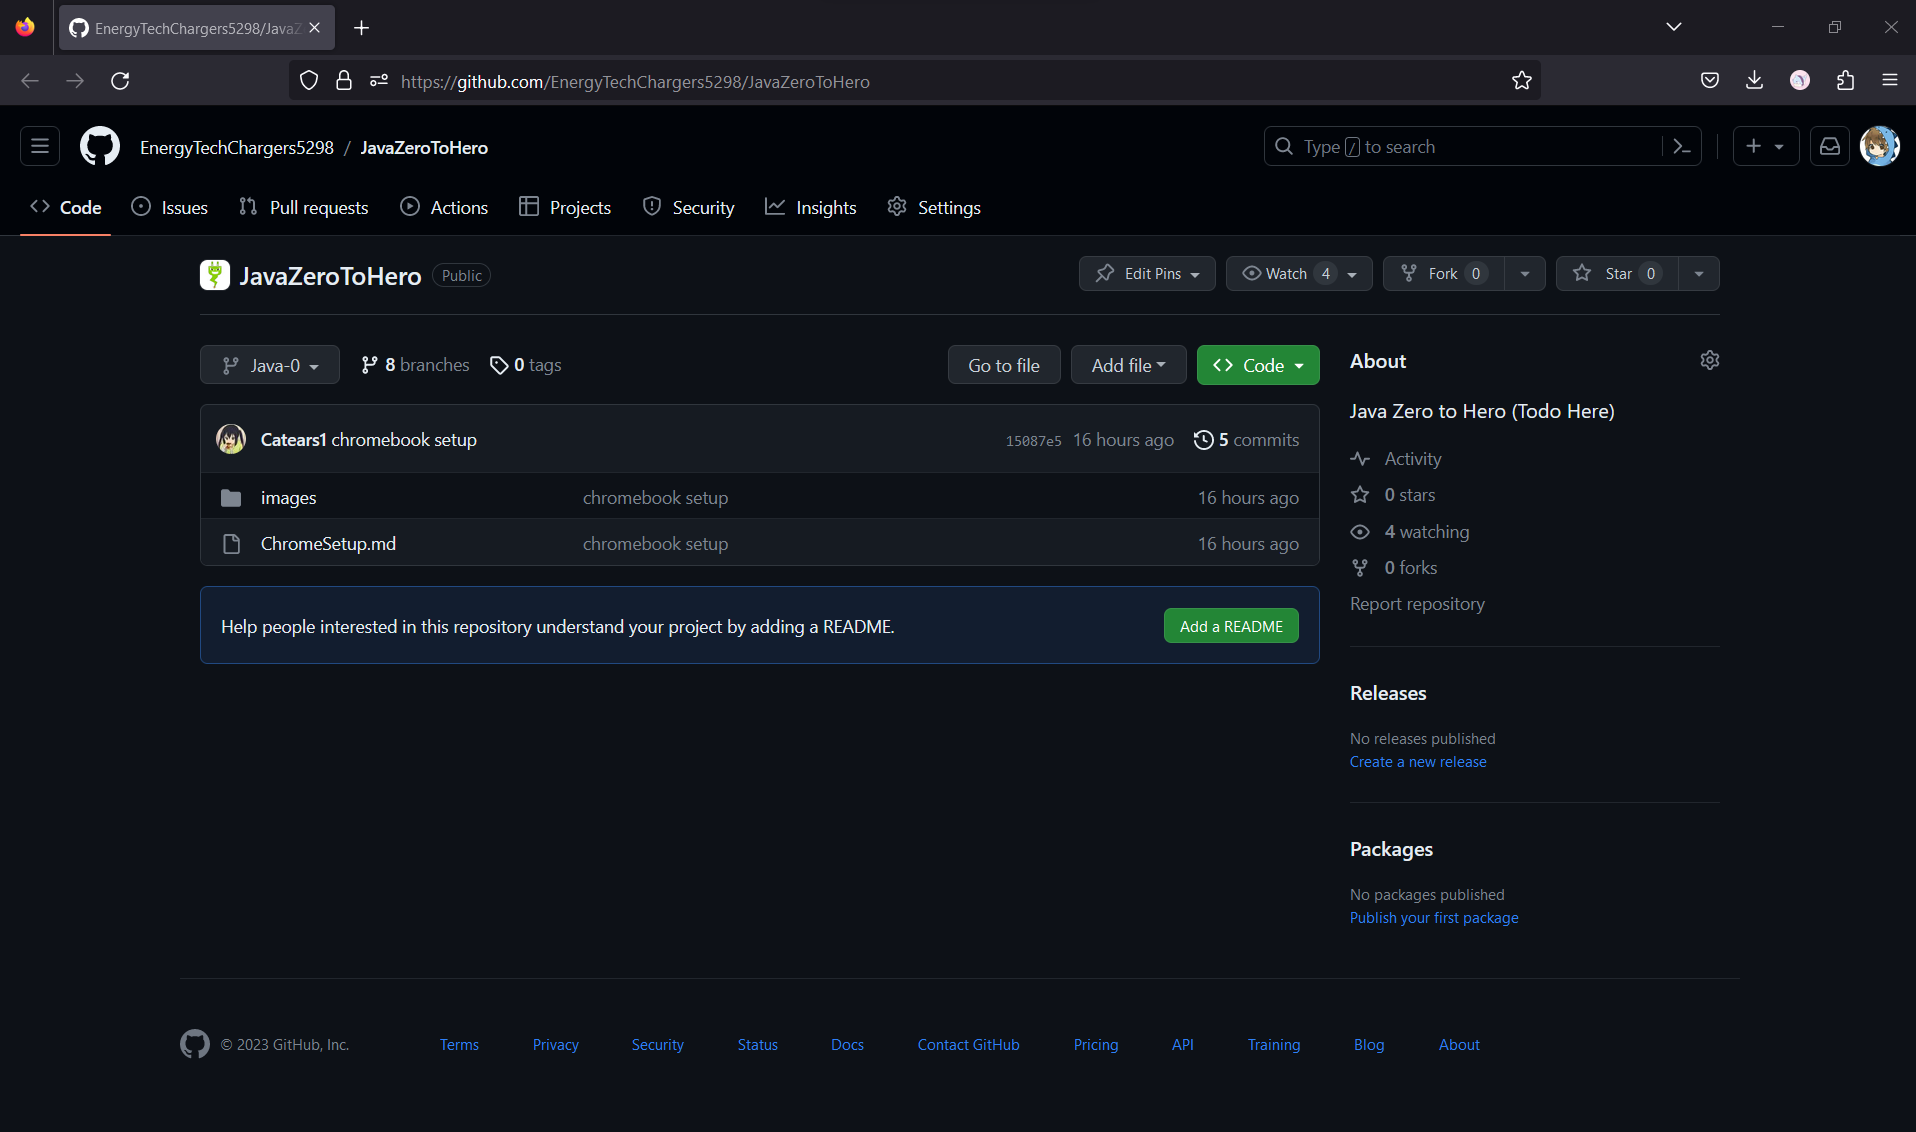 EnergyTechChargers5298/JavaZ
https://github.com/EnergyTechChargers5298/JavaZeroToHero
EnergyTechChargers5298 / JavaZeroToHero
Type / to search
Code Issues Pull requests Actions Projects Security Insights Settings
JavaZeroToHero Public
Edit Pins Watch 4 Fork 0 Star 0
Java-0 8 branches 0 tags Go to file Add file Code
Catears1 chromebook setup 15087e5 16 hours ago 5 commits
images chromebook setup 16 hours ago
ChromeSetup.md chromebook setup 16 hours ago
Help people interested in this repository understand your project by adding a README. Add a README
About
Java Zero to Hero (Todo Here)
Activity
0 stars
4 watching
0 forks
Report repository
Releases
No releases published
Create a new release
Packages
No packages published
Publish your first package
© 2023 GitHub, Inc. Terms Privacy Security Status Docs Contact GitHub Pricing API Training Blog About